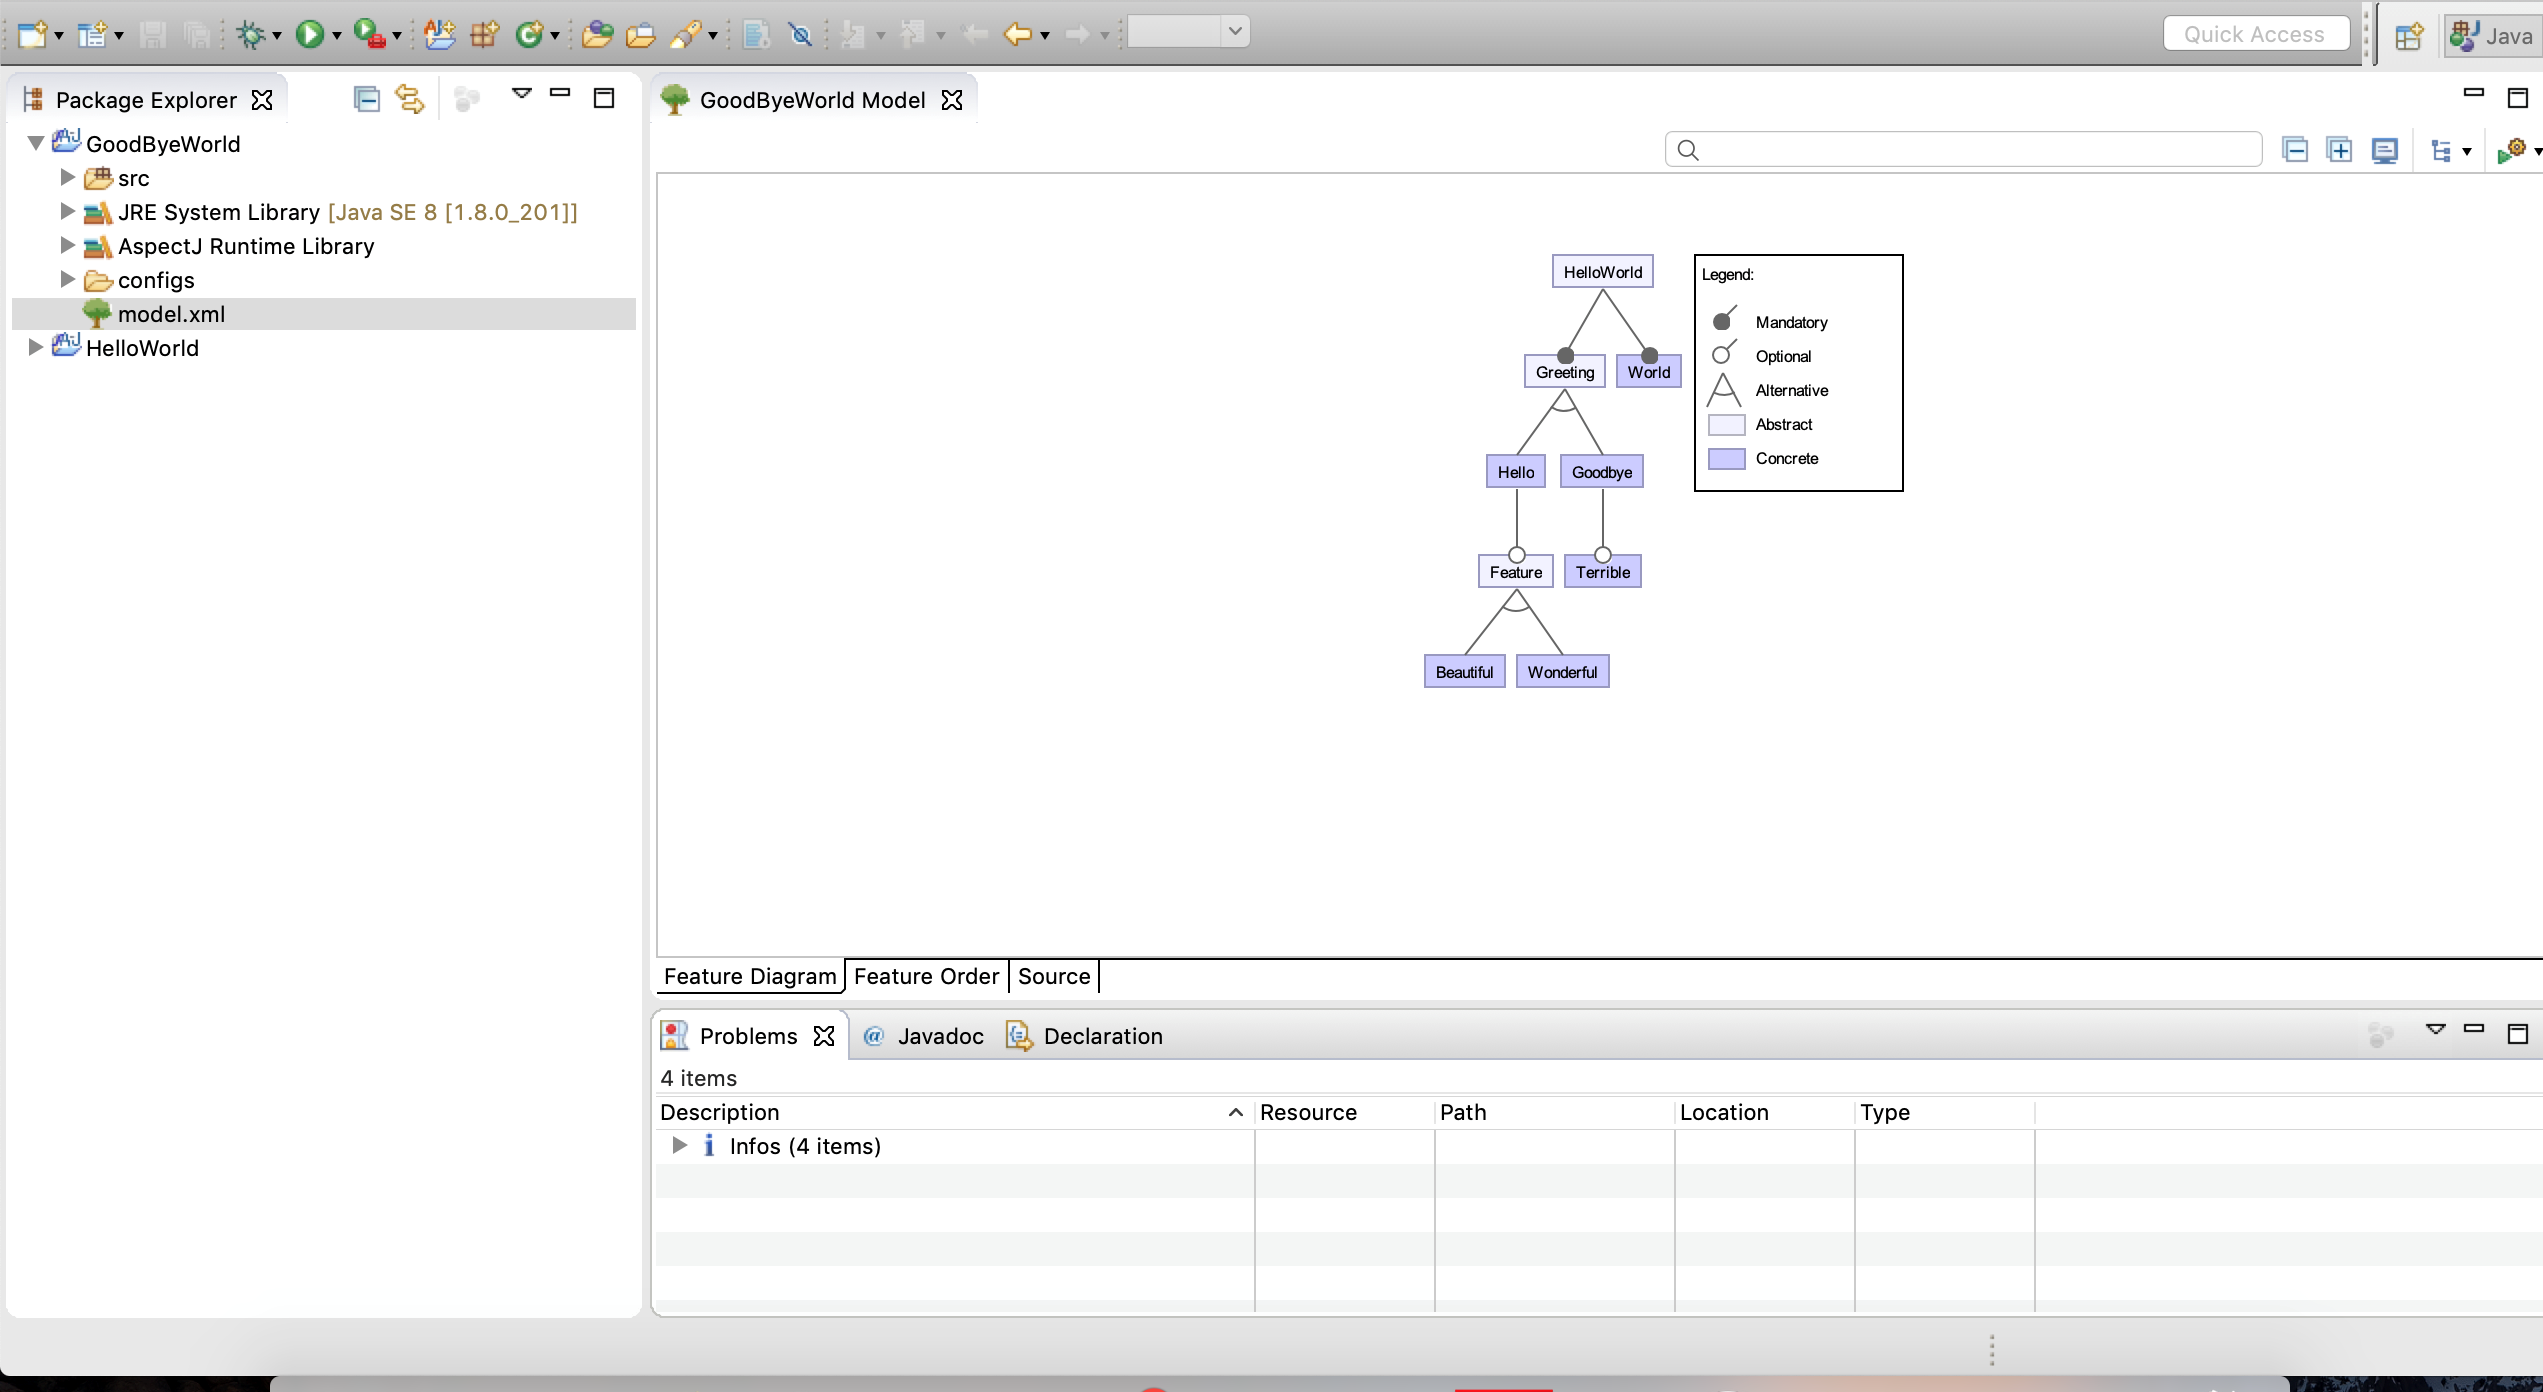 Quick Access
Java
Package Explorer
GoodByeWorld
src
JRE System Library [Java SE 8 [1.8.0_201]]
AspectJ Runtime Library
configs
model.xml
HelloWorld
GoodByeWorld Model
HelloWorld
Greeting World
Hello Goodbye
Feature Terrible
Beautiful Wonderful
Legend:
Mandatory
Optional
Alternative
Abstract
Concrete
Feature Diagram Feature Order Source
Problems @ Javadoc Declaration
4 items
Description Resource Path Location Type
i Infos (4 items)